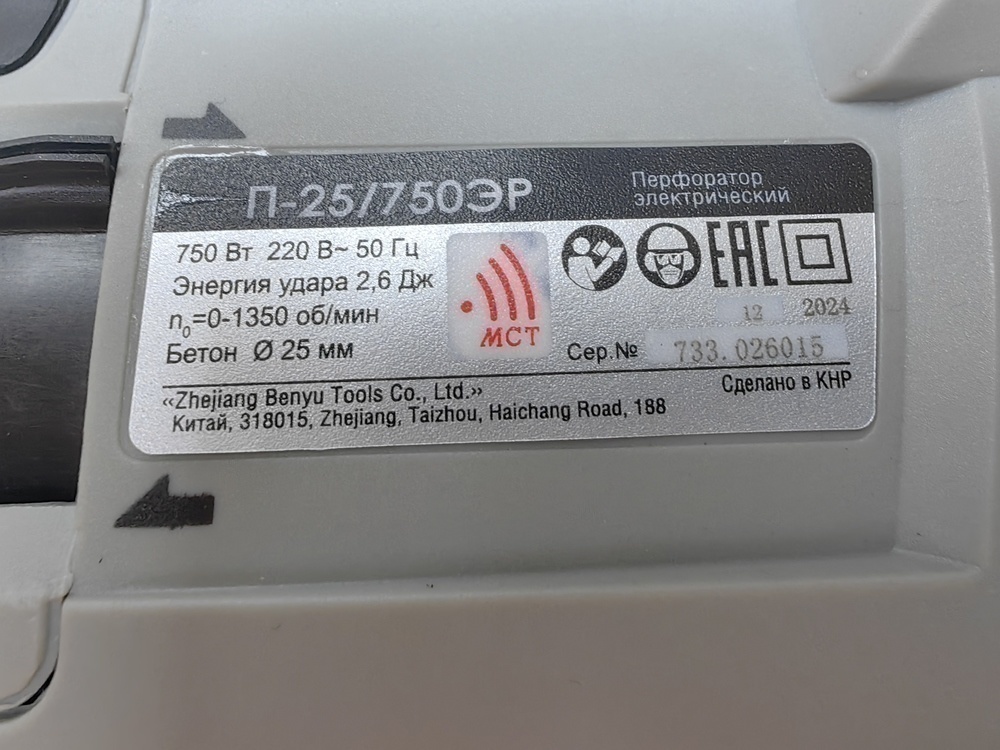 П-25/750ЭР
Перфоратор
электрический
750 Вт 220 В~ 50 Гц
Энергия удара 2,6 Дж
n₀=0-1350 об/мин
Бетон Ø 25 мм
МСТ
ЕАС
12 2024
Сер.№ 733.026015
Сделано в КНР
«Zhejiang Benyu Tools Co., Ltd.»
Китай, 318015, Zhejiang, Taizhou, Haichang Road, 188